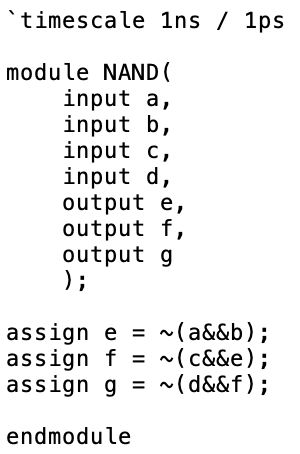 `timescale 1ns / 1ps
module NAND(
input a,
input b,
input c,
input d,
output e,
output f,
output g
);
assign e = ~(a&&b);
assign f = ~(c&&e);
assign g = ~(d&&f);
endmodule